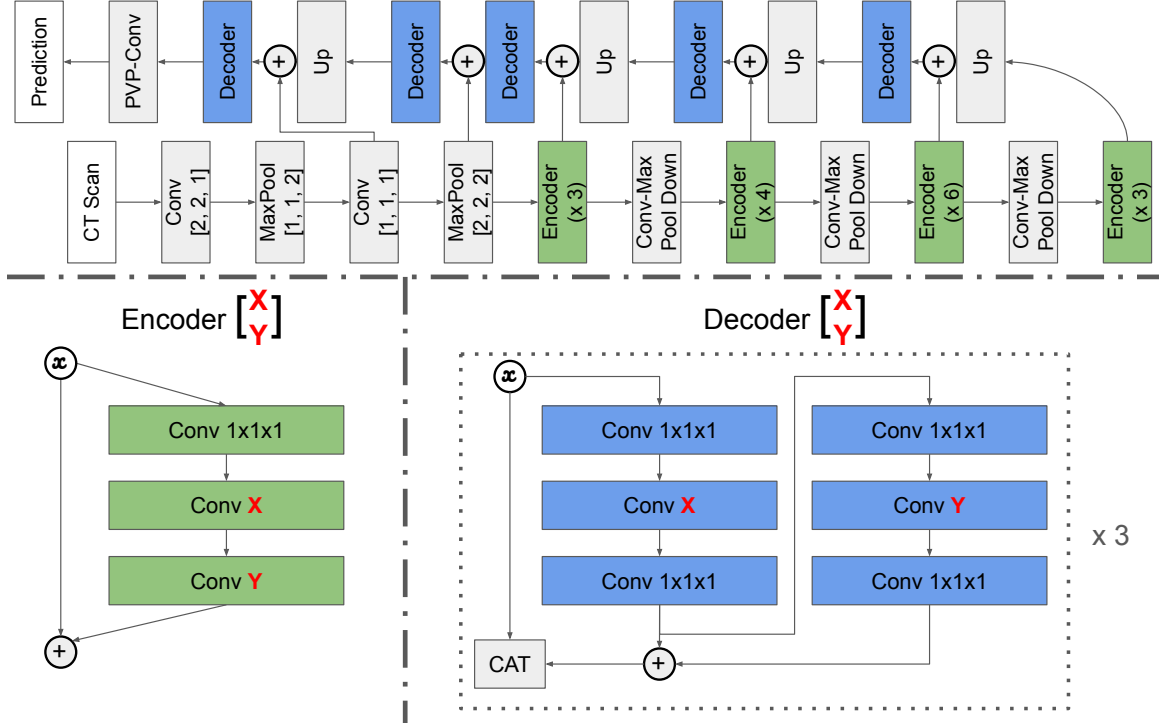 Prediction
PVP-Conv
Decoder
+
Up
Decoder
+
Decoder
+
Up
Decoder
+
Up
Decoder
+
Up
CT Scan
Conv
[2, 2, 1]
MaxPool
[1, 1, 2]
Conv
[1, 1, 1]
MaxPool
[2, 2, 2]
Encoder
(x 3)
Conv-Max
Pool Down
Encoder
(x 4)
Conv-Max
Pool Down
Encoder
(x 6)
Conv-Max
Pool Down
Encoder
(x 3)
Encoder [X Y]
x
Conv 1x1x1
Conv X
Conv Y
+
Decoder [X Y]
x
Conv 1x1x1
Conv X
Conv 1x1x1
Conv 1x1x1
Conv Y
Conv 1x1x1
CAT
+
x 3